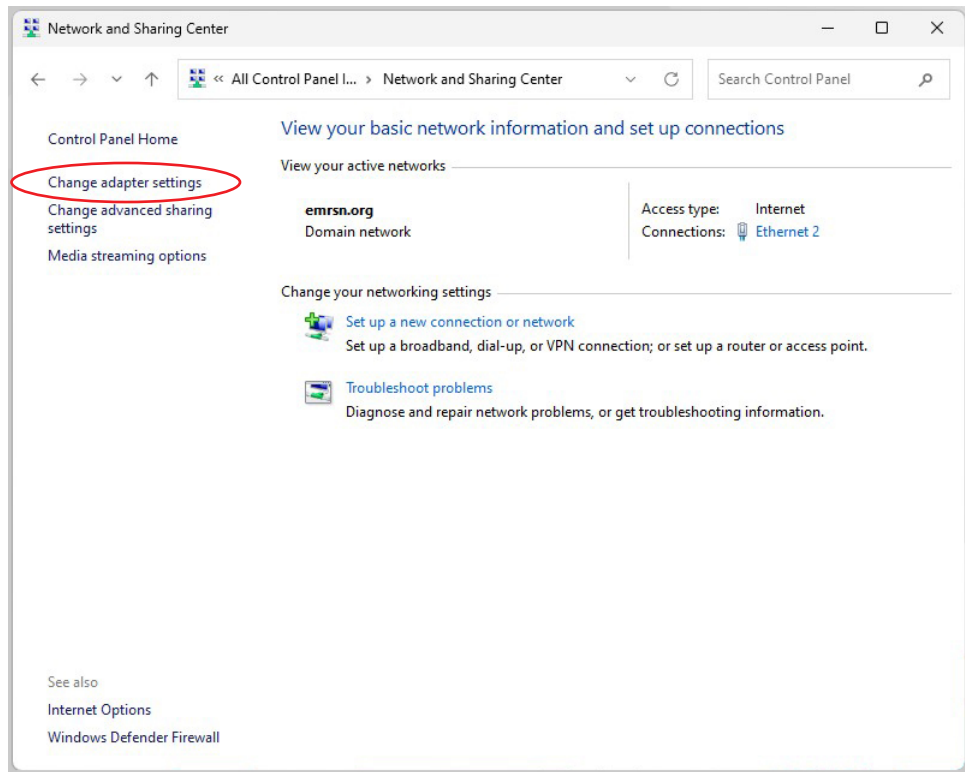 Network and Sharing Center
« All Control Panel I... › Network and Sharing Center
Search Control Panel
Control Panel Home
Change adapter settings
Change advanced sharing
settings
Media streaming options
View your basic network information and set up connections
View your active networks
emrsn.org
Domain network
Access type: Internet
Connections: Ethernet 2
Change your networking settings
Set up a new connection or network
Set up a broadband, dial-up, or VPN connection; or set up a router or access point.
Troubleshoot problems
Diagnose and repair network problems, or get troubleshooting information.
See also
Internet Options
Windows Defender Firewall